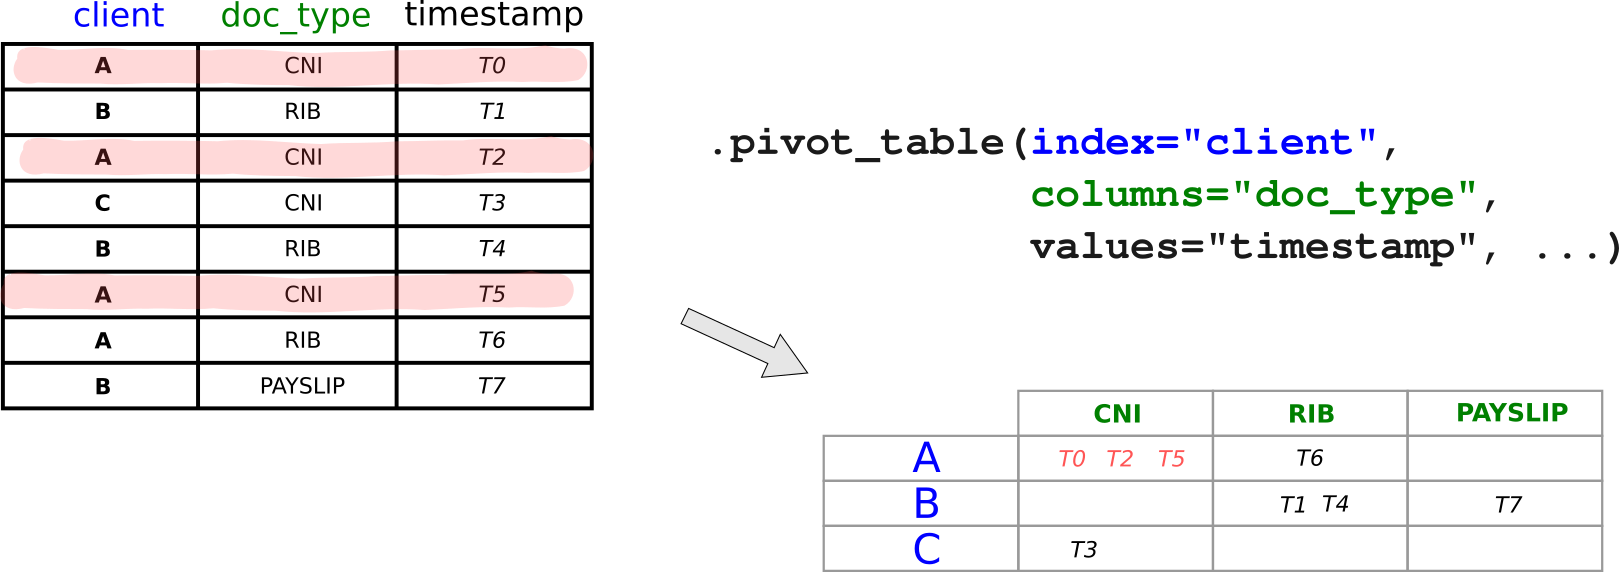 client doc_type timestamp
A CNI T0
B RIB T1
A CNI T2
C CNI T3
B RIB T4
A CNI T5
A RIB T6
B PAYSLIP T7
.pivot_table(index="client",
columns="doc_type",
values="timestamp", ...)
CNI RIB PAYSLIP
A T0 T2 T5 T6
B T1 T4 T7
C T3